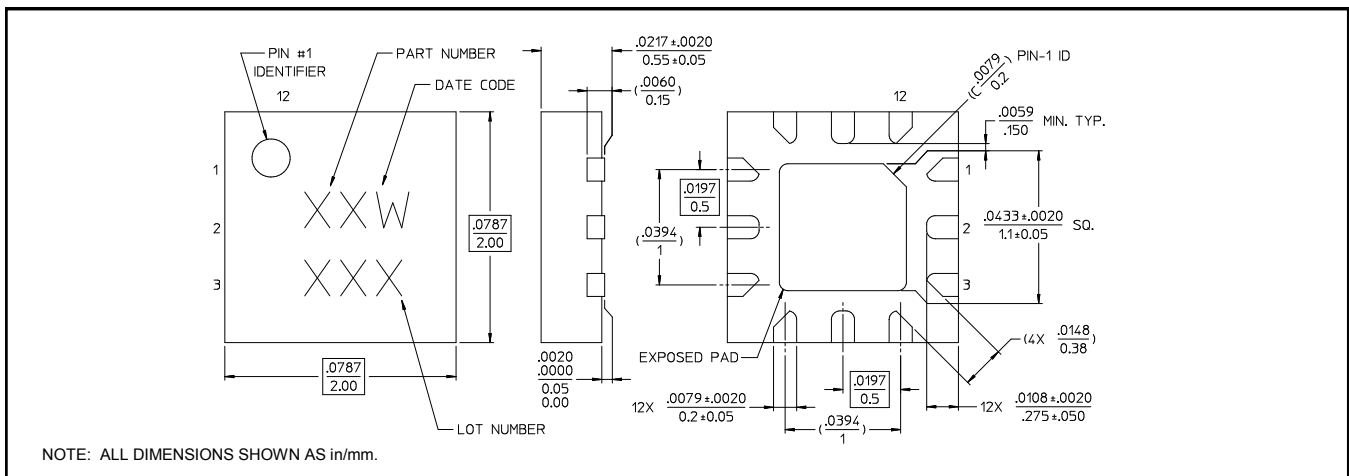 PIN #1
IDENTIFIER
PART NUMBER
DATE CODE
12
1
2
3
XXW
XXX
.0787
2.00
.0787
2.00
LOT NUMBER
.0217±.0020
0.55±0.05
(.0060)
0.15
.0020
.0000
0.05
0.00
.0197
0.5
(.0394)
1
(C .0079)
0.2
PIN-1 ID
12
.0059
.150
MIN. TYP.
1
2
3
.0433±.0020
1.1±0.05
SQ.
EXPOSED PAD
(4X .0148)
0.38
12X .0079±.0020
0.2±0.05
.0197
0.5
(.0394)
1
12X .0108±.0020
.275±.050
NOTE: ALL DIMENSIONS SHOWN AS in/mm.